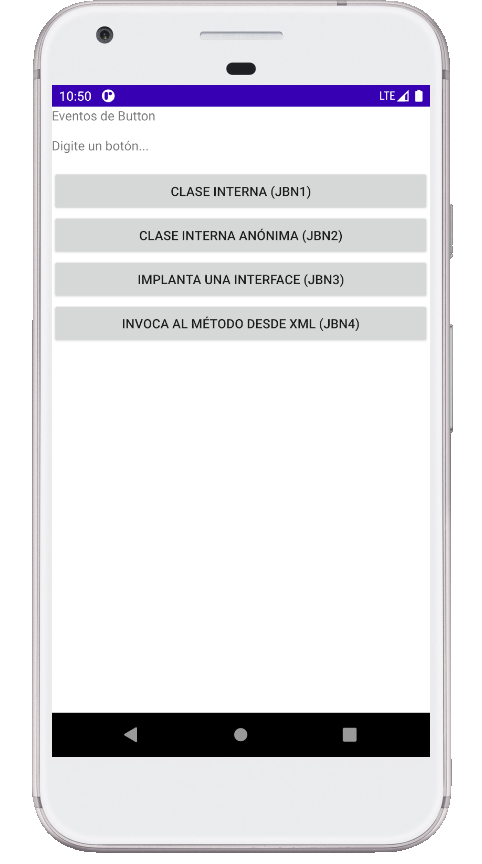 10:50
LTE
Eventos de Button
Digite un botón...
CLASE INTERNA (JBN1)
CLASE INTERNA ANÓNIMA (JBN2)
IMPLANTA UNA INTERFACE (JBN3)
INVOCA AL MÉTODO DESDE XML (JBN4)